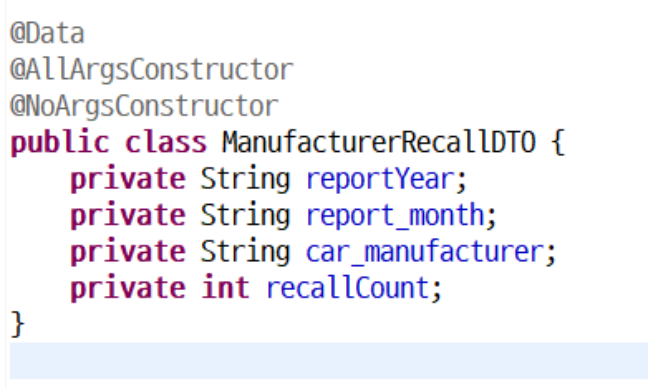 @Data
@AllArgsConstructor
@NoArgsConstructor
public class ManufacturerRecallDTO {
    private String reportYear;
    private String report_month;
    private String car_manufacturer;
    private int recallCount;
}